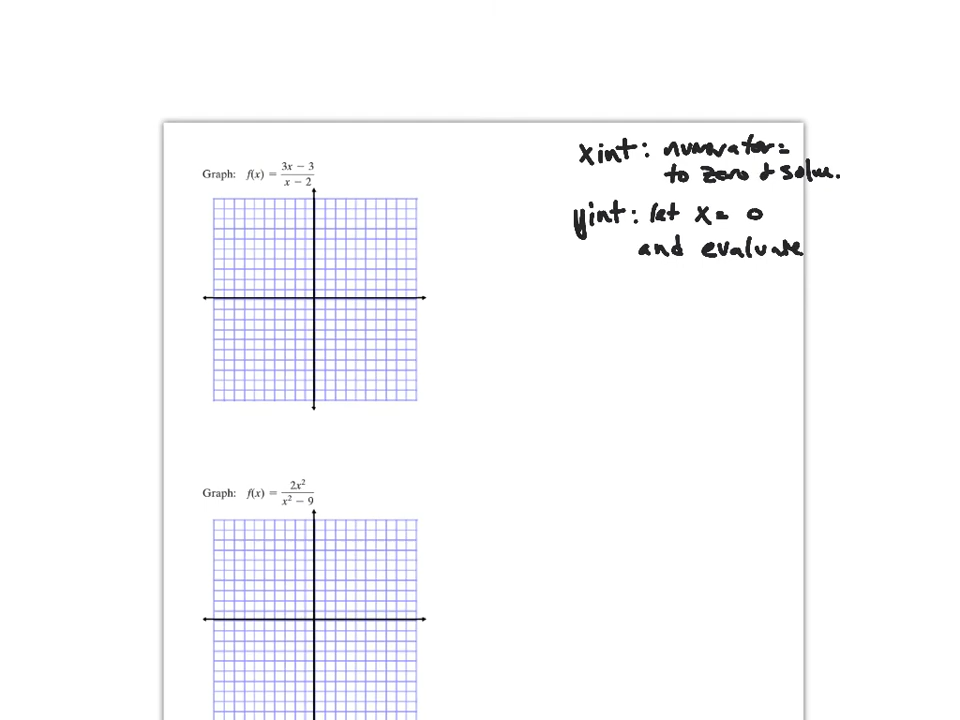 xint: numerator =
to zero & solve.
Graph: f(x) = (3x − 3)/(x − 2)
yint: let x = 0
and evaluate
Graph: f(x) = 2x²/(x² − 9)